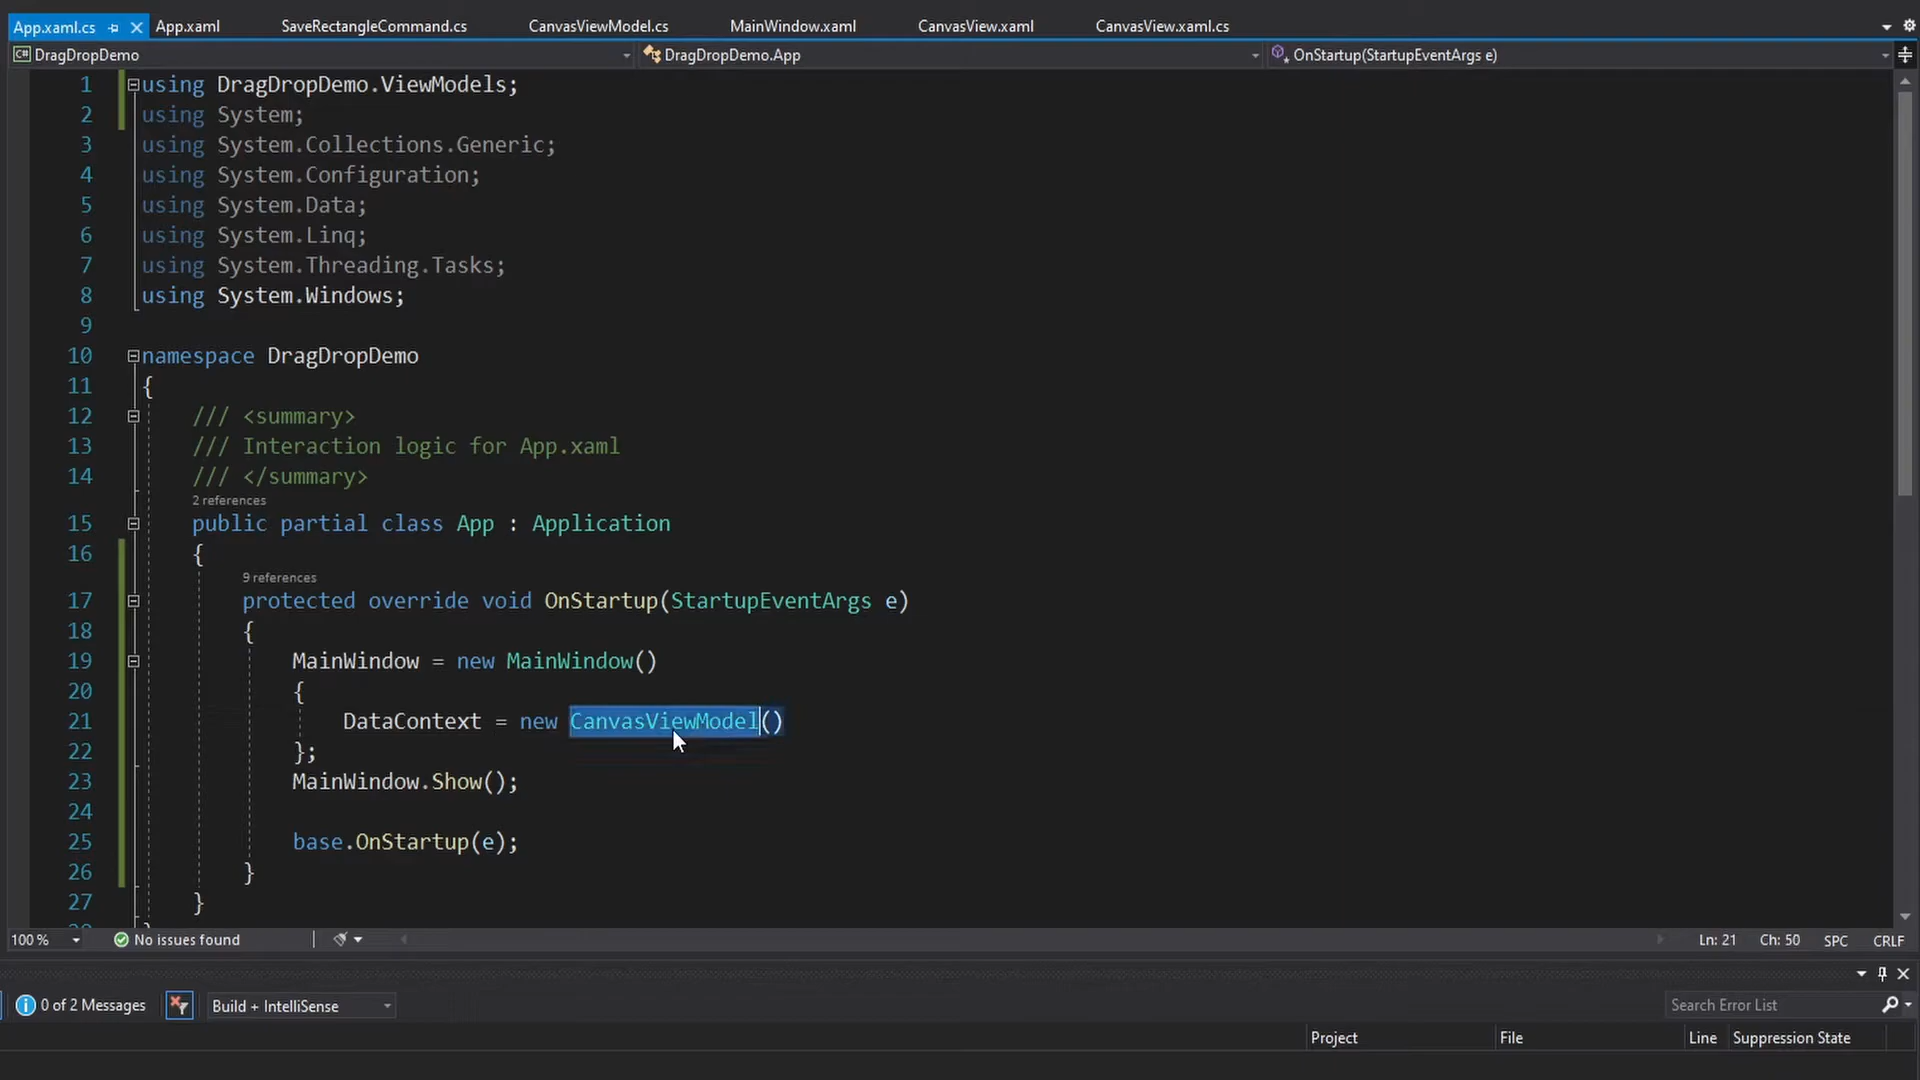 App.xaml.cs App.xaml SaveRectangleCommand.cs CanvasViewModel.cs MainWindow.xaml CanvasView.xaml CanvasView.xaml.cs
C# DragDropDemo DragDropDemo.App OnStartup(StartupEventArgs e)
1 using DragDropDemo.ViewModels;
2 using System;
3 using System.Collections.Generic;
4 using System.Configuration;
5 using System.Data;
6 using System.Linq;
7 using System.Threading.Tasks;
8 using System.Windows;
9
10 namespace DragDropDemo
11 {
12 /// <summary>
13 /// Interaction logic for App.xaml
14 /// </summary>
2 references
15 public partial class App : Application
16 {
9 references
17 protected override void OnStartup(StartupEventArgs e)
18 {
19 MainWindow = new MainWindow()
20 {
21 DataContext = new CanvasViewModel()
22 };
23 MainWindow.Show();
24
25 base.OnStartup(e);
26 }
27 }
100 % No issues found Ln: 21 Ch: 50 SPC CRLF
0 of 2 Messages Build + IntelliSense Search Error List
Project File Line Suppression State